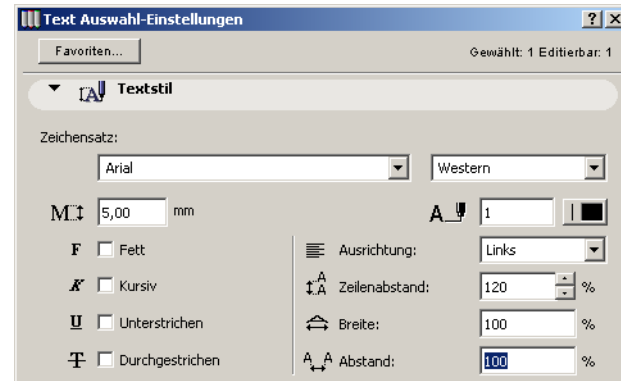 Text Auswahl-Einstellungen ? X
Favoriten... Gewählt: 1 Editierbar: 1
A Textstil
Zeichensatz:
Arial Western
M 5,00 mm A 1
F Fett Ausrichtung: Links
K Kursiv A A Zeilenabstand: 120 %
U Unterstrichen Breite: 100 %
T Durchgestrichen A A Abstand: 100 %